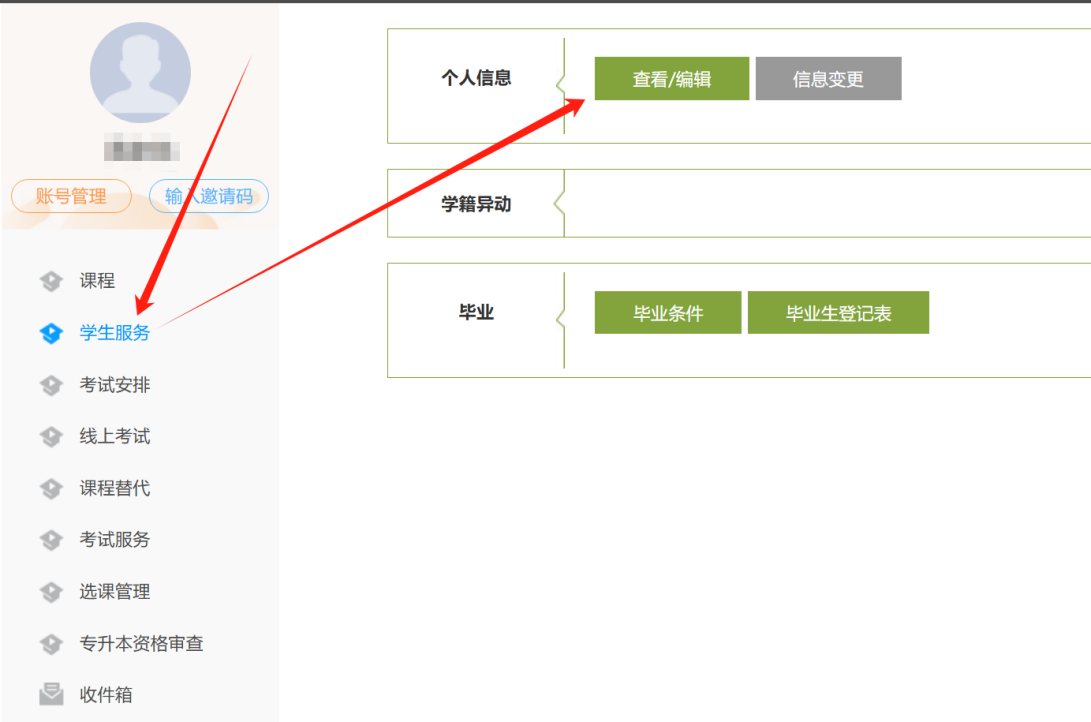 账号管理
输入邀请码
课程
学生服务
考试安排
线上考试
课程替代
考试服务
选课管理
专升本资格审查
收件箱
个人信息
查看/编辑
信息变更
学籍异动
毕业
毕业条件
毕业生登记表